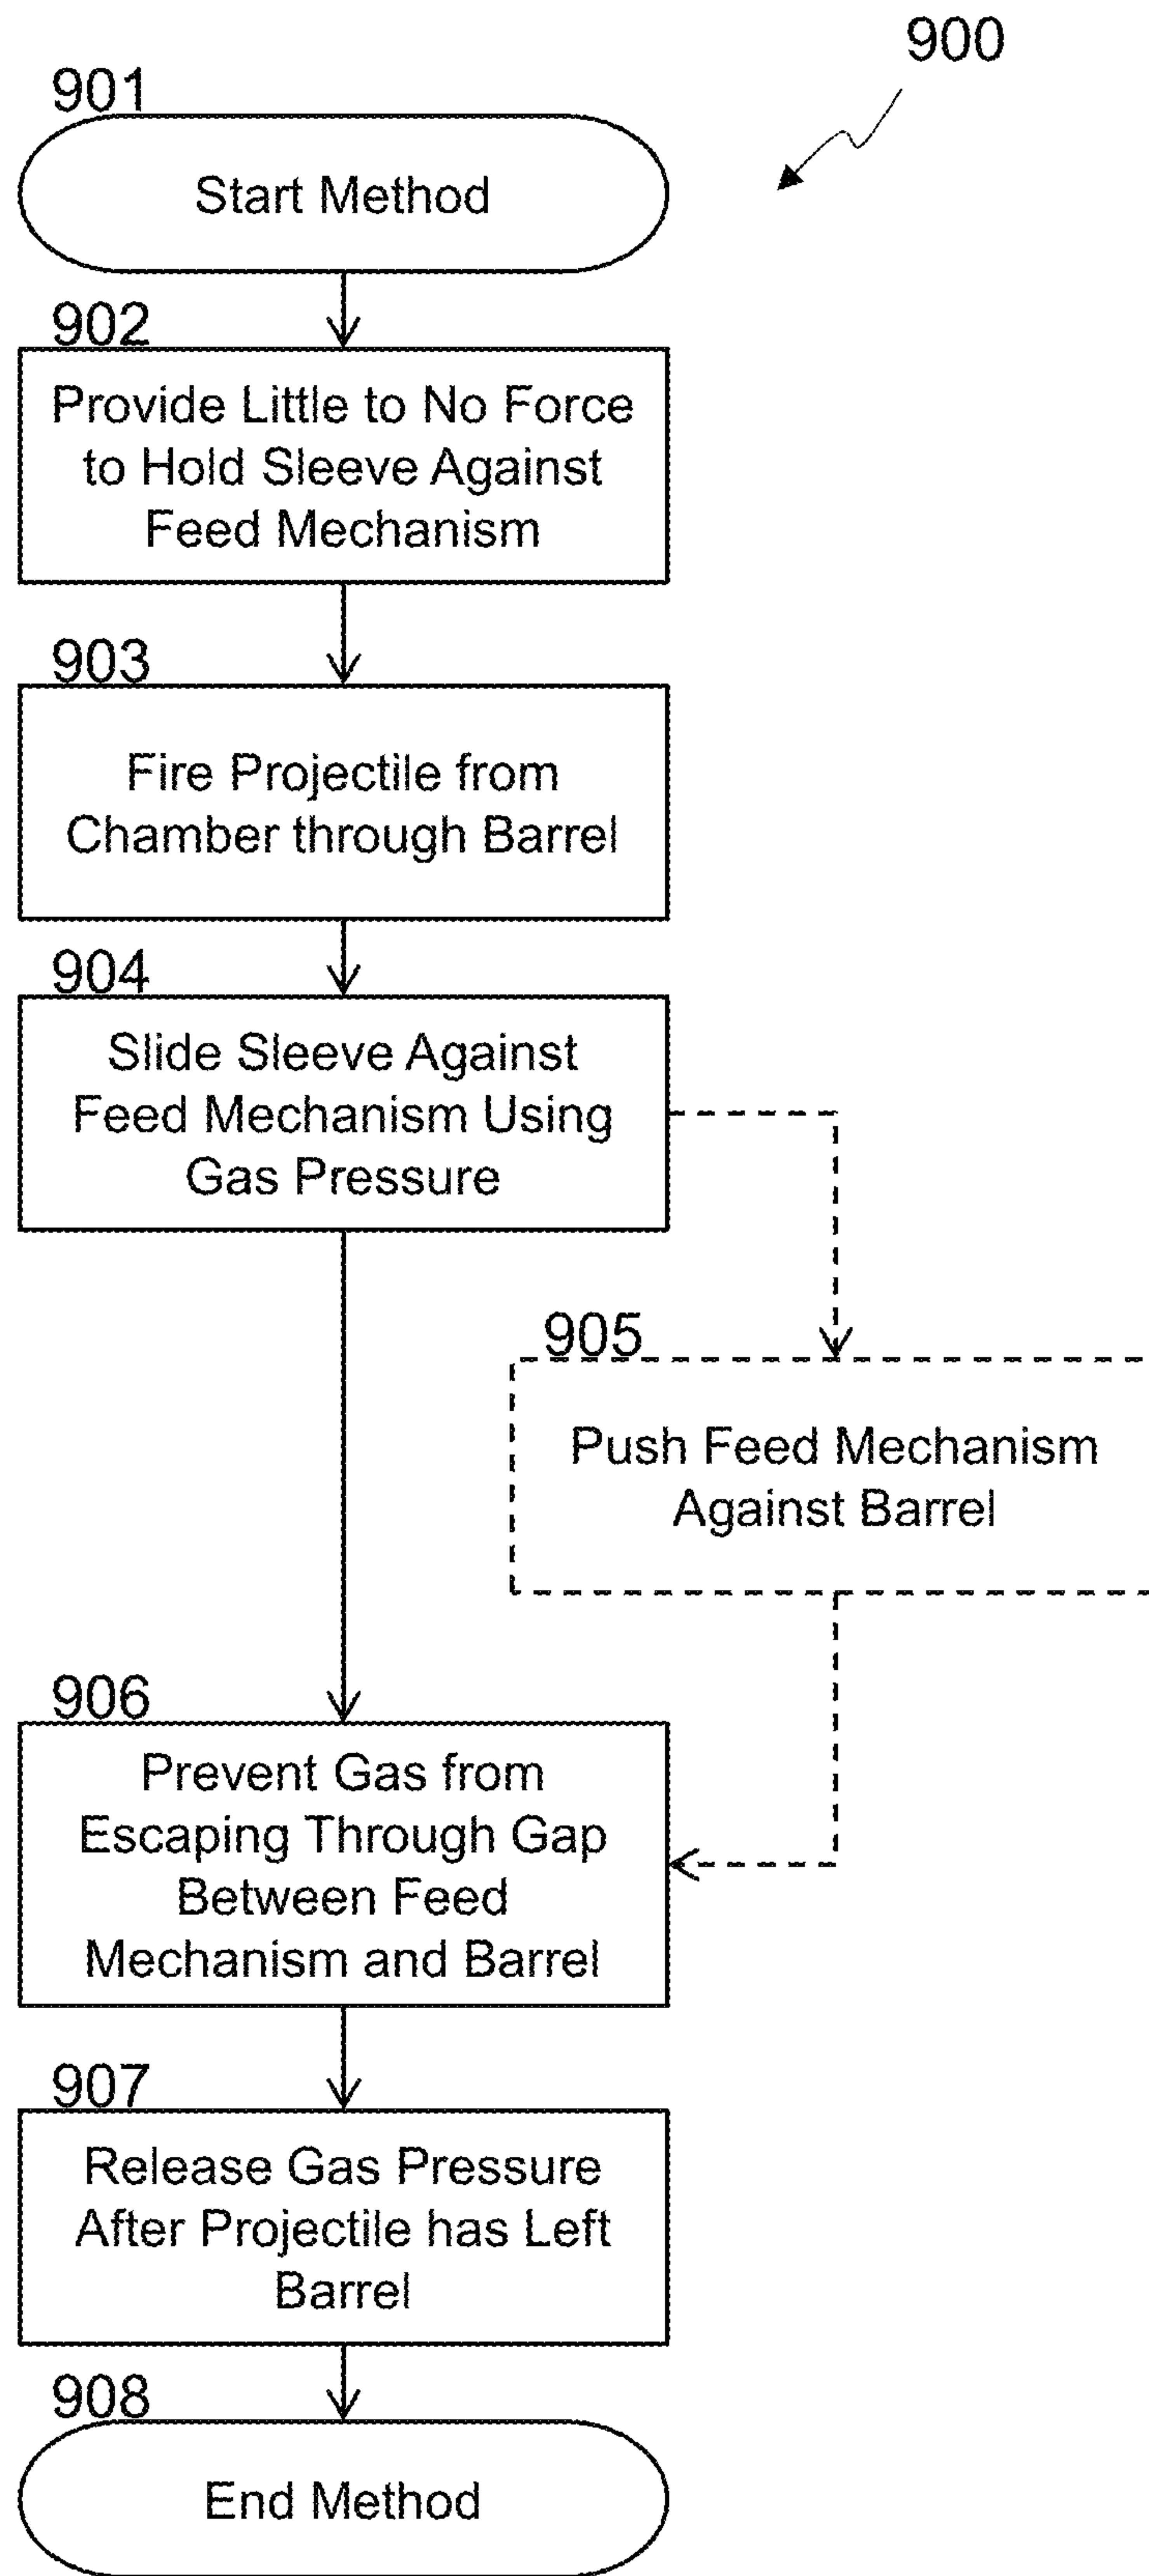 900
901
Start Method
902
Provide Little to No Force
to Hold Sleeve Against
Feed Mechanism
903
Fire Projectile from
Chamber through Barrel
904
Slide Sleeve Against
Feed Mechanism Using
Gas Pressure
905
Push Feed Mechanism
Against Barrel
906
Prevent Gas from
Escaping Through Gap
Between Feed
Mechanism and Barrel
907
Release Gas Pressure
After Projectile has Left
Barrel
908
End Method